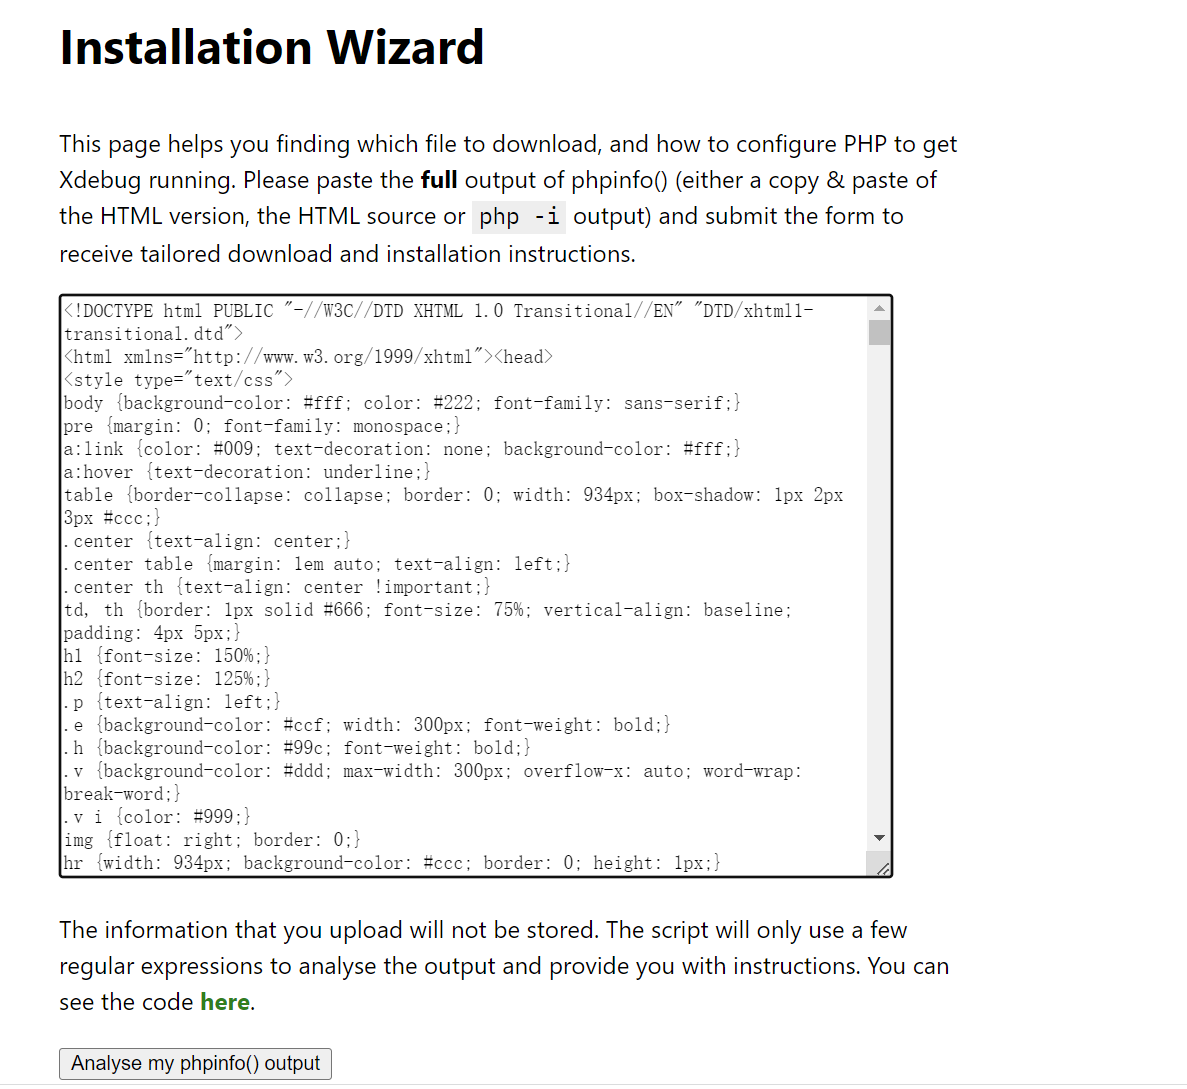 Installation Wizard
This page helps you finding which file to download, and how to configure PHP to get
Xdebug running. Please paste the full output of phpinfo() (either a copy & paste of
the HTML version, the HTML source or php -i output) and submit the form to
receive tailored download and installation instructions.
<!DOCTYPE html PUBLIC "-//W3C//DTD XHTML 1.0 Transitional//EN" "DTD/xhtml1-
transitional.dtd">
<html xmlns="http://www.w3.org/1999/xhtml"><head>
<style type="text/css">
body {background-color: #fff; color: #222; font-family: sans-serif;}
pre {margin: 0; font-family: monospace;}
a:link {color: #009; text-decoration: none; background-color: #fff;}
a:hover {text-decoration: underline;}
table {border-collapse: collapse; border: 0; width: 934px; box-shadow: 1px 2px
3px #ccc;}
.center {text-align: center;}
.center table {margin: 1em auto; text-align: left;}
.center th {text-align: center !important;}
td, th {border: 1px solid #666; font-size: 75%; vertical-align: baseline;
padding: 4px 5px;}
h1 {font-size: 150%;}
h2 {font-size: 125%;}
.p {text-align: left;}
.e {background-color: #ccf; width: 300px; font-weight: bold;}
.h {background-color: #99c; font-weight: bold;}
.v {background-color: #ddd; max-width: 300px; overflow-x: auto; word-wrap:
break-word;}
.v i {color: #999;}
img {float: right; border: 0;}
hr {width: 934px; background-color: #ccc; border: 0; height: 1px;}
The information that you upload will not be stored. The script will only use a few
regular expressions to analyse the output and provide you with instructions. You can
see the code here.
Analyse my phpinfo() output